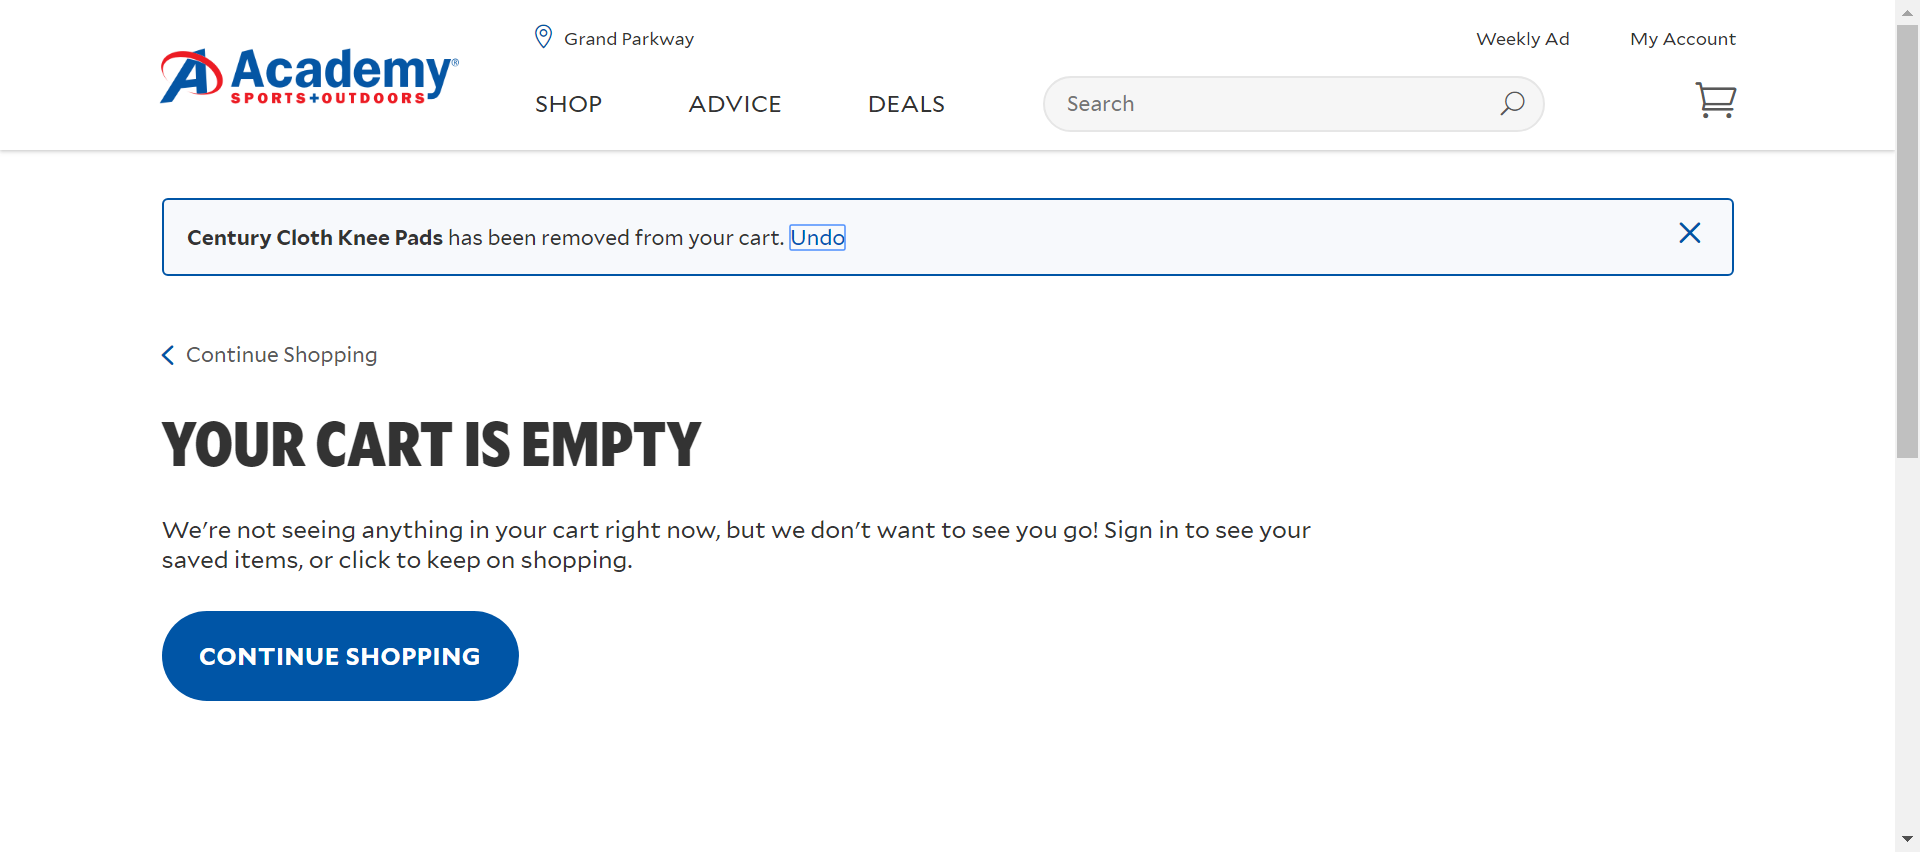 Grand Parkway
Weekly Ad
My Account
Academy®
SPORTS+OUTDOORS
SHOP
ADVICE
DEALS
Search
Century Cloth Knee Pads has been removed from your cart. Undo
Continue Shopping
YOUR CART IS EMPTY
We're not seeing anything in your cart right now, but we don't want to see you go! Sign in to see your
saved items, or click to keep on shopping.
CONTINUE SHOPPING